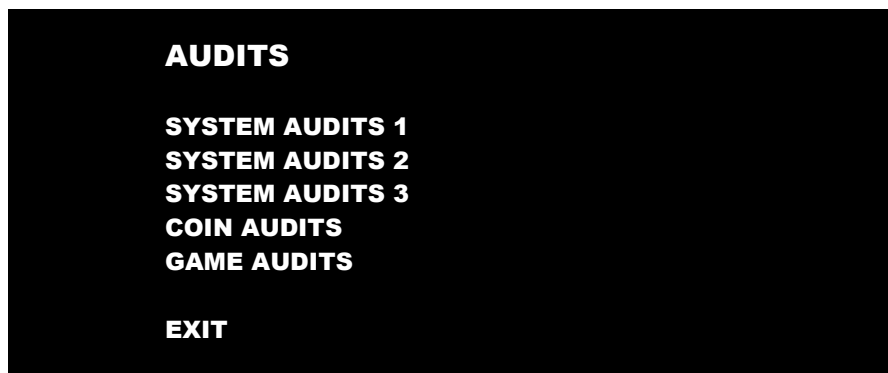 AUDITS
SYSTEM AUDITS 1
SYSTEM AUDITS 2
SYSTEM AUDITS 3
COIN AUDITS
GAME AUDITS
EXIT